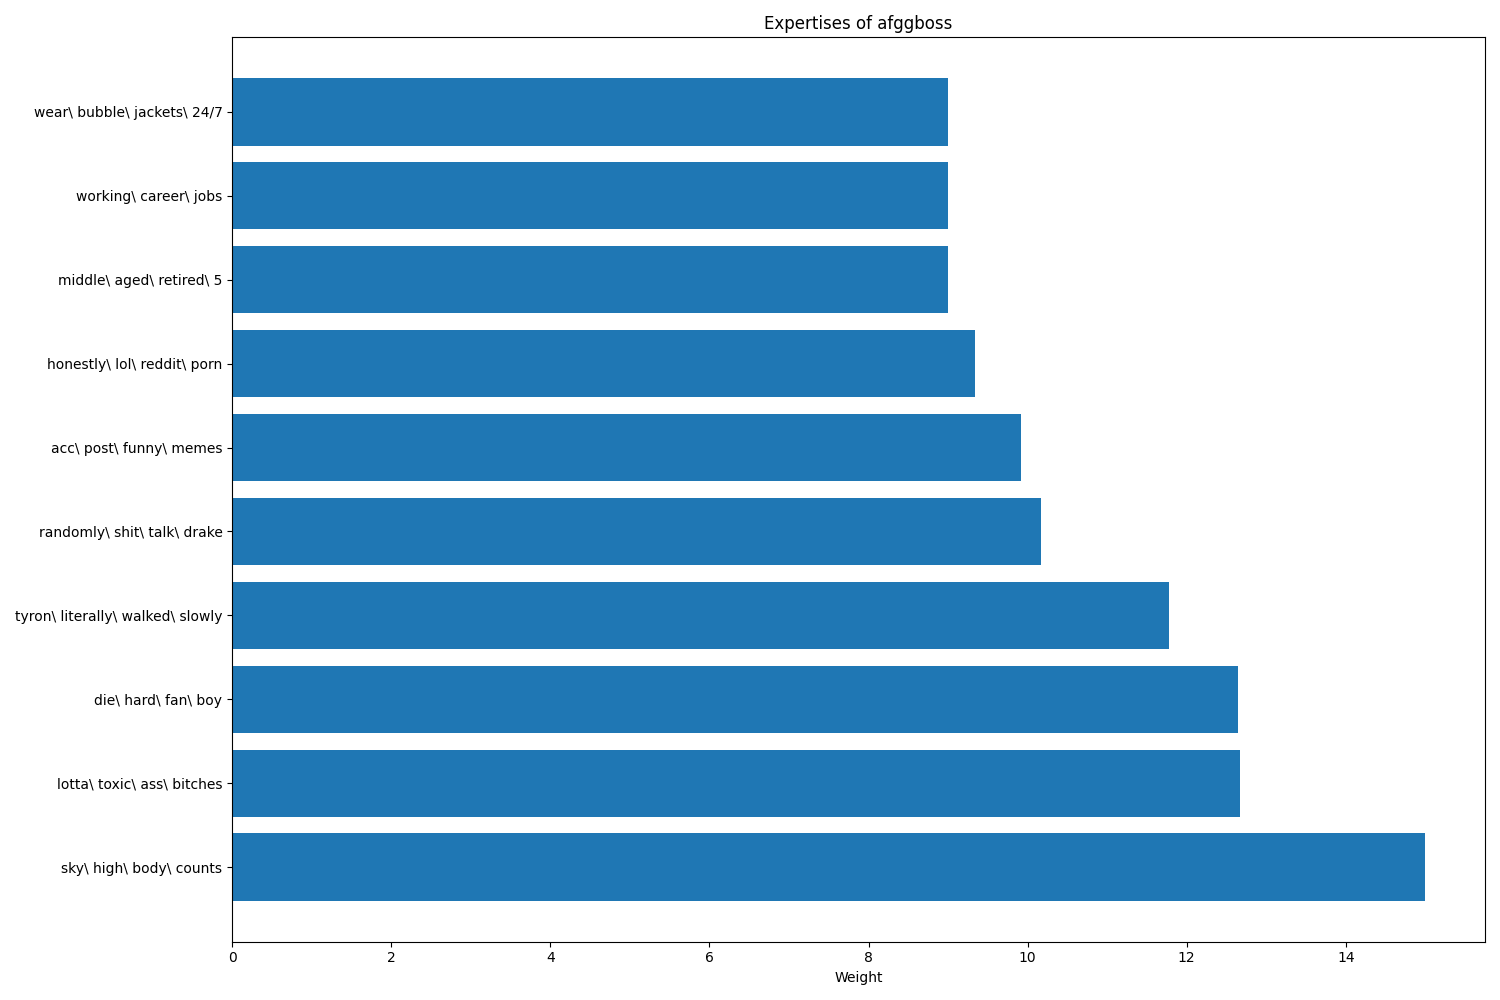 Expertises of afggboss
wear\ bubble\ jackets\ 24/7
working\ career\ jobs
middle\ aged\ retired\ 5
honestly\ lol\ reddit\ porn
acc\ post\ funny\ memes
randomly\ shit\ talk\ drake
tyron\ literally\ walked\ slowly
die\ hard\ fan\ boy
lotta\ toxic\ ass\ bitches
sky\ high\ body\ counts
0 2 4 6 8 10 12 14
Weight